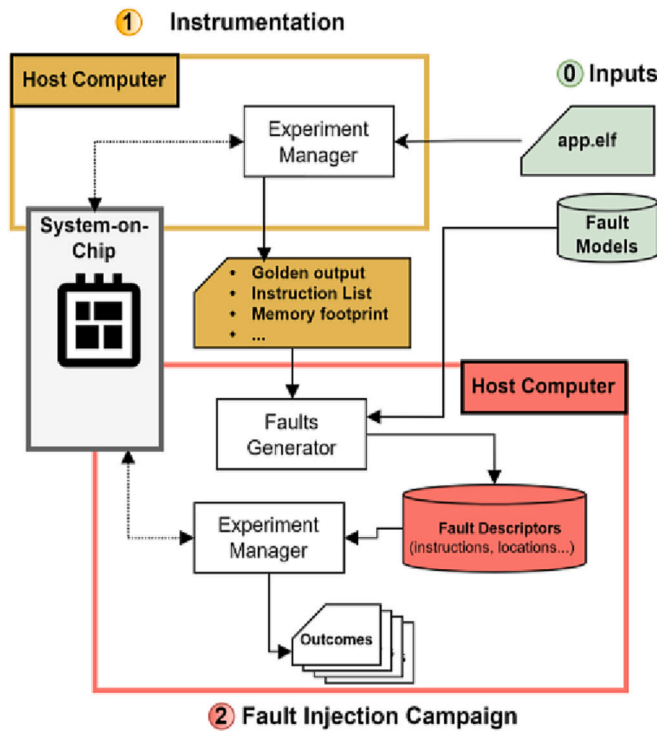 1 Instrumentation
Host Computer
0 Inputs
Experiment
Manager
app.elf
System-on-
Chip
Fault
Models
• Golden output
• Instruction List
• Memory footprint
• ...
Host Computer
Faults
Generator
Experiment
Manager
Fault Descriptors
(instructions, locations...)
Outcomes
2 Fault Injection Campaign